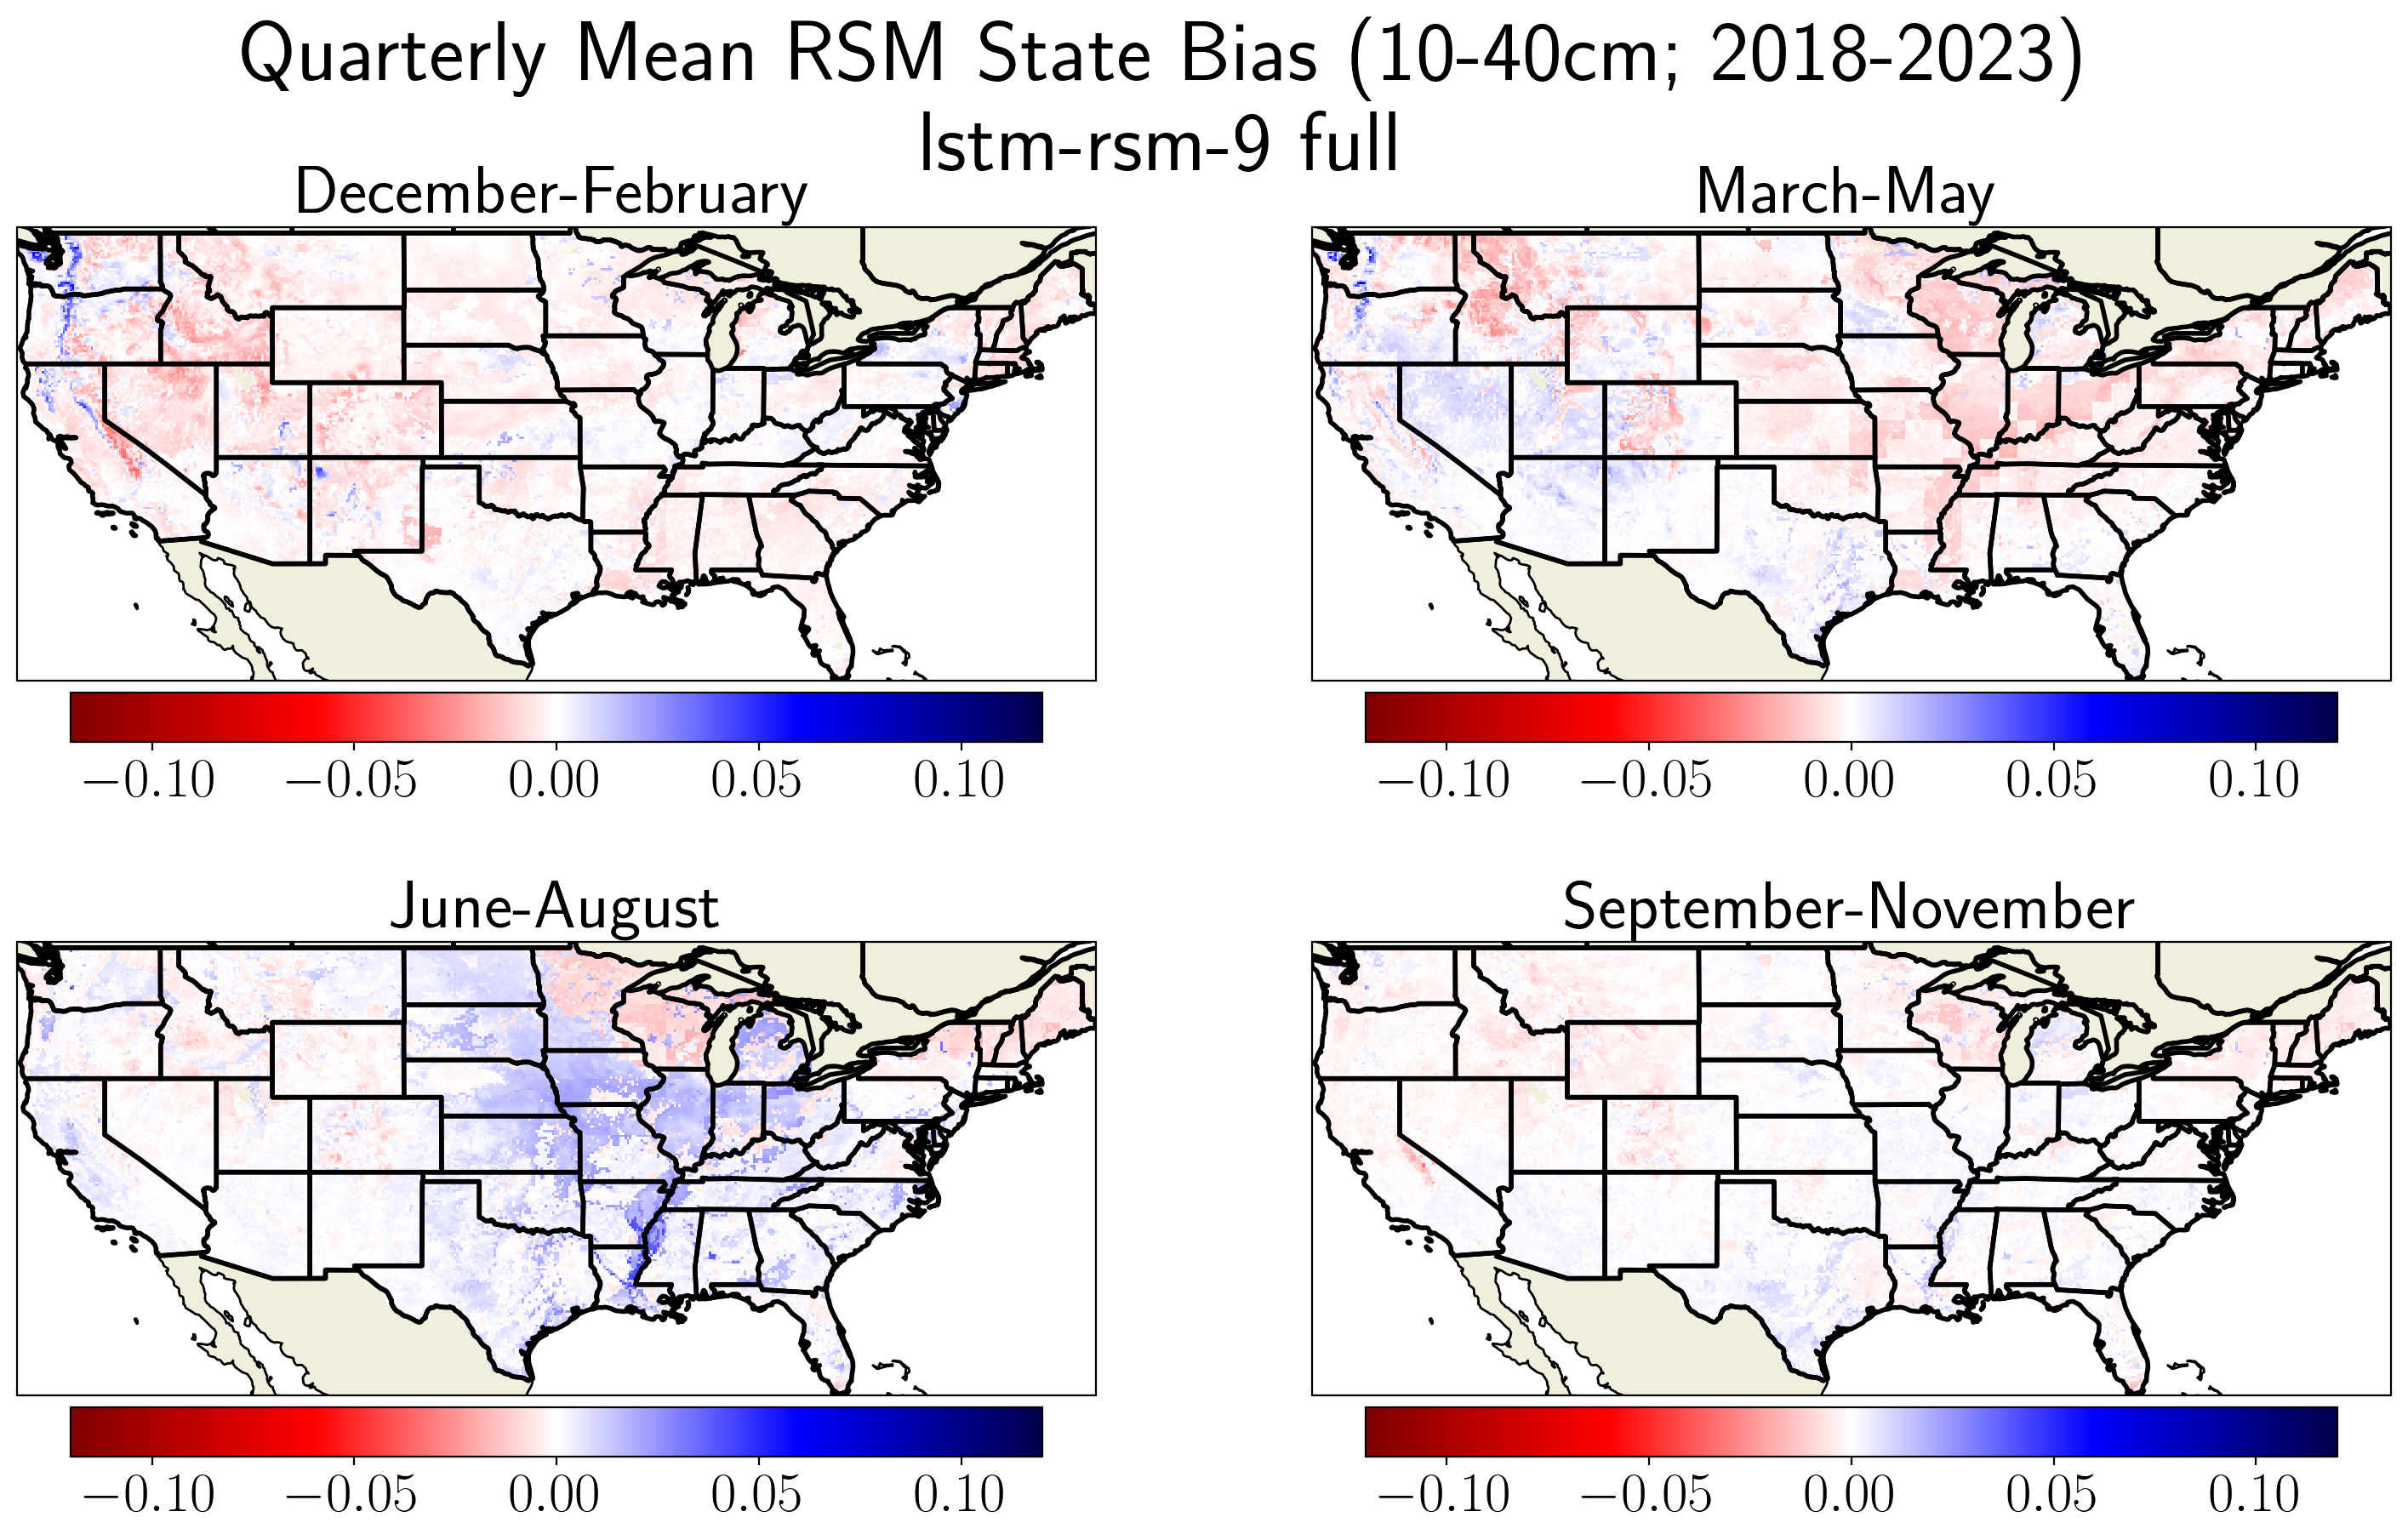 Quarterly Mean RSM State Bias (10-40cm; 2018-2023)
lstm-rsm-9 full
December-February
March-May
−0.10 −0.05 0.00 0.05 0.10
−0.10 −0.05 0.00 0.05 0.10
June-August
September-November
−0.10 −0.05 0.00 0.05 0.10
−0.10 −0.05 0.00 0.05 0.10